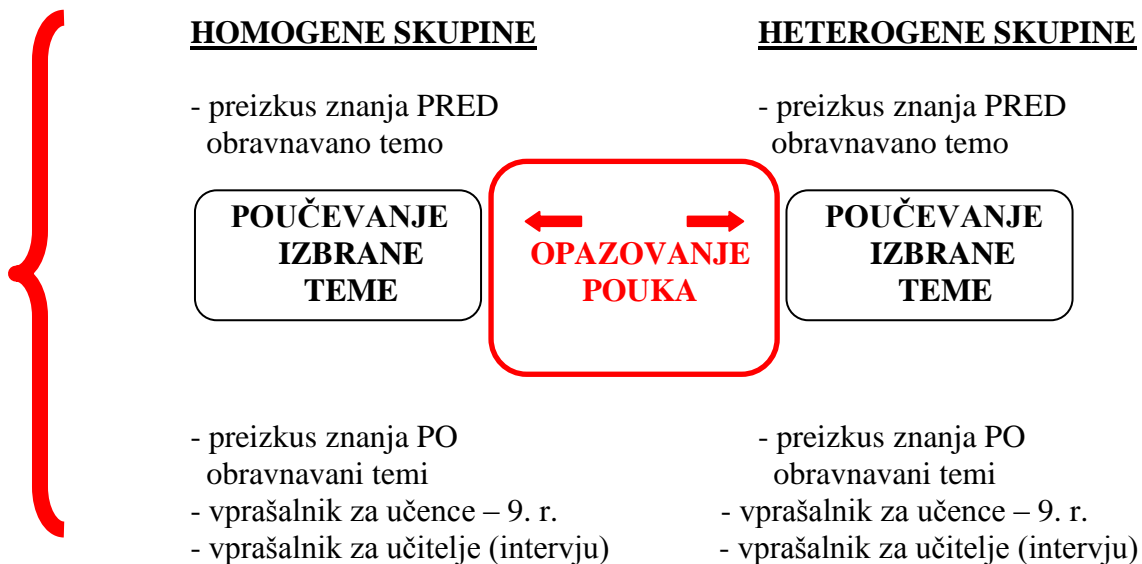 HOMOGENE SKUPINE
- preizkus znanja PRED
obravnavano temo
POUČEVANJE
IZBRANE
TEME
OPAZOVANJE
POUKA
- preizkus znanja PO
obravnavani temi
- vprašalnik za učence – 9. r.
- vprašalnik za učitelje (intervju)
HETEROGENE SKUPINE
- preizkus znanja PRED
obravnavano temo
POUČEVANJE
IZBRANE
TEME
- preizkus znanja PO
obravnavani temi
- vprašalnik za učence – 9. r.
- vprašalnik za učitelje (intervju)